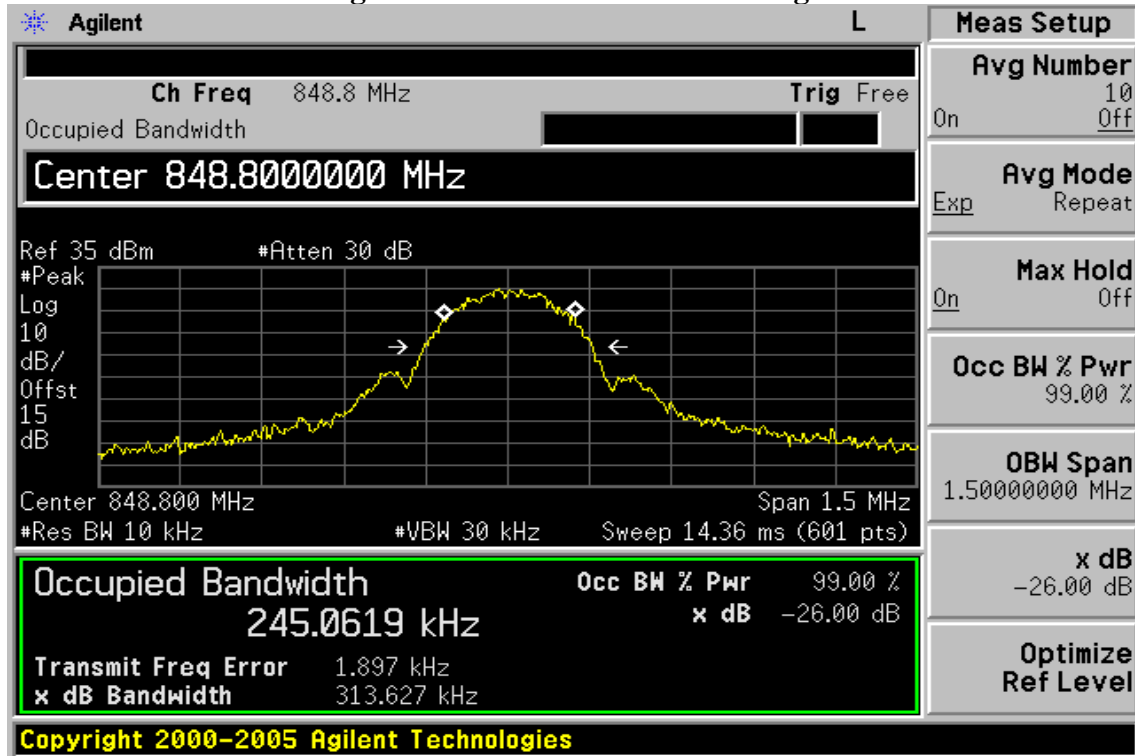 Agilent L
Meas Setup
Ch Freq 848.8 MHz Trig Free
Occupied Bandwidth
Center 848.8000000 MHz
Ref 35 dBm #Atten 30 dB
#Peak
Log
10
dB/
Offst
15
dB
Center 848.800 MHz Span 1.5 MHz
#Res BW 10 kHz #VBW 30 kHz Sweep 14.36 ms (601 pts)
Occupied Bandwidth Occ BW % Pwr 99.00 %
245.0619 kHz x dB -26.00 dB
Transmit Freq Error 1.897 kHz
x dB Bandwidth 313.627 kHz
Avg Number
10
On Off
Avg Mode
Exp Repeat
Max Hold
On Off
Occ BW % Pwr
99.00 %
OBW Span
1.50000000 MHz
x dB
-26.00 dB
Optimize
Ref Level
Copyright 2000-2005 Agilent Technologies